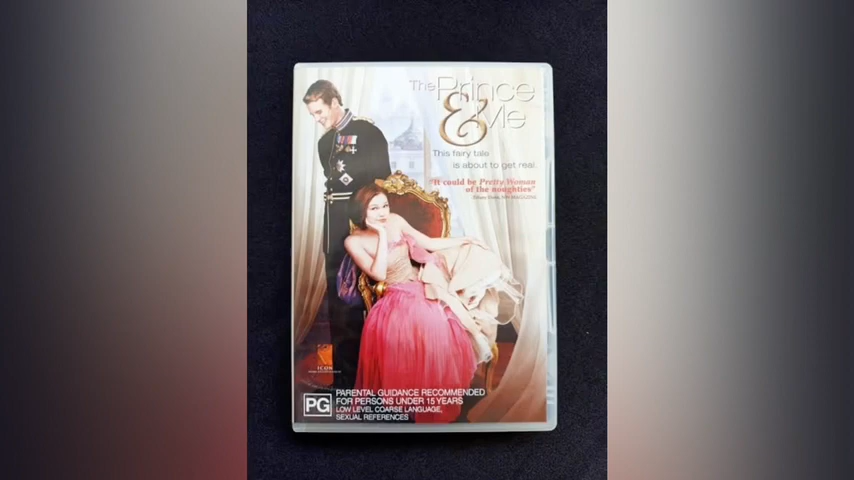 The Prince
& Me
This fairy tale
is about to get real.
"It could be Pretty Woman
of the noughties"
ICON
PG
PARENTAL GUIDANCE RECOMMENDED
FOR PERSONS UNDER 15 YEARS
LOW LEVEL COARSE LANGUAGE,
SEXUAL REFERENCES